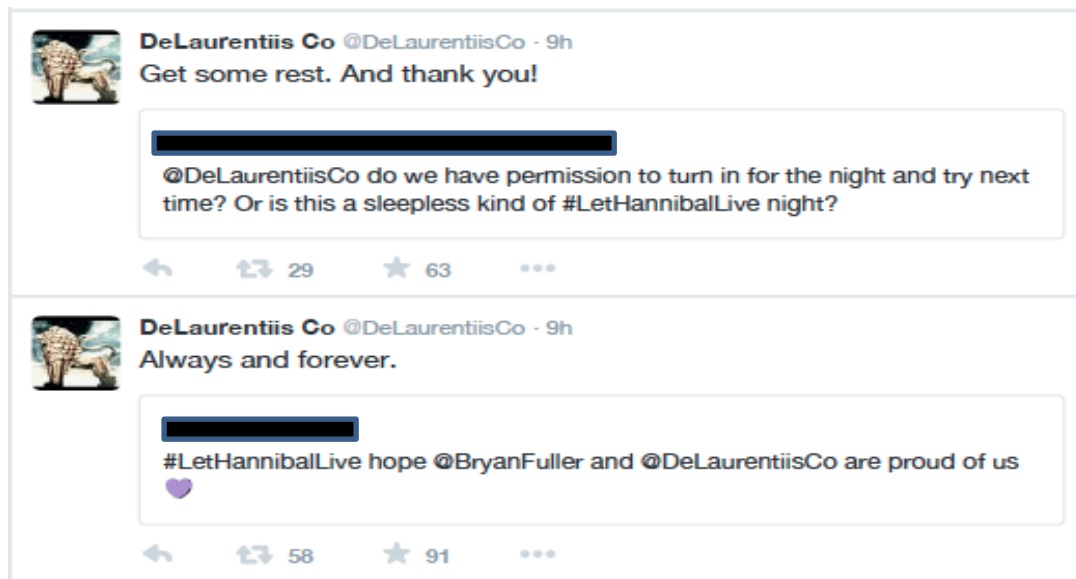 DeLaurentiis Co @DeLaurentiisCo · 9h
Get some rest. And thank you!
@DeLaurentiisCo do we have permission to turn in for the night and try next
time? Or is this a sleepless kind of #LetHannibalLive night?
29 63
DeLaurentiis Co @DeLaurentiisCo · 9h
Always and forever.
#LetHannibalLive hope @BryanFuller and @DeLaurentiisCo are proud of us
💜
58 91